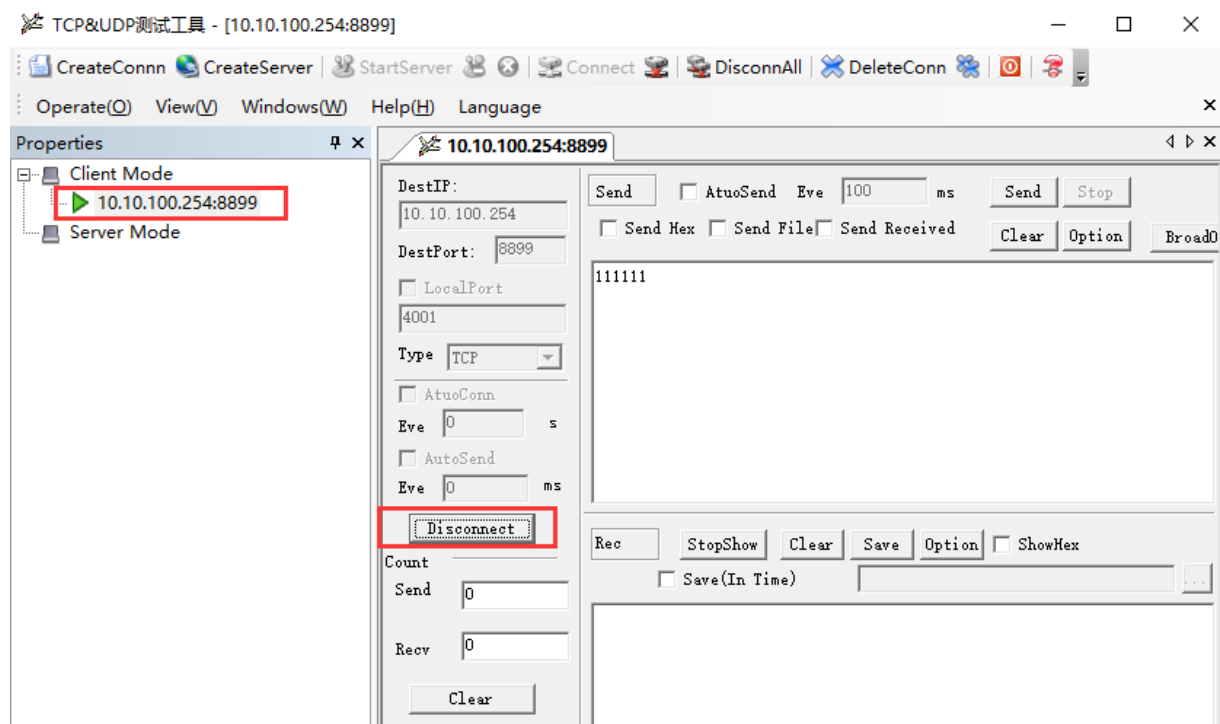 TCP&UDP测试工具 - [10.10.100.254:8899]
CreateConnn CreateServer StartServer Connect DisconnAll DeleteConn
Operate(O) View(V) Windows(W) Help(H) Language
Properties
10.10.100.254:8899
Client Mode
10.10.100.254:8899
Server Mode
DestIP:
10.10.100.254
DestPort: 8899
LocalPort
4001
Type TCP
AtuoConn
Eve 0 s
AutoSend
Eve 0 ms
Disconnect
Count
Send 0
Recv 0
Clear
Send AtuoSend Eve 100 ms Send Stop
Send Hex Send File Send Received Clear Option BroadO
111111
Rec StopShow Clear Save Option ShowHex
Save(In Time) ...